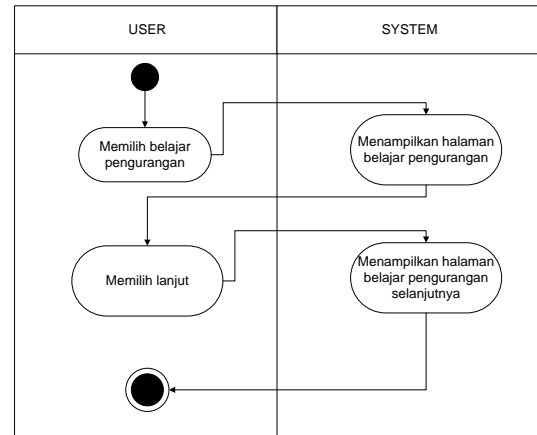 USER
SYSTEM
Memilih belajar
pengurangan
Menampilkan halaman
belajar pengurangan
Memilih lanjut
Menampilkan halaman
belajar pengurangan
selanjutnya